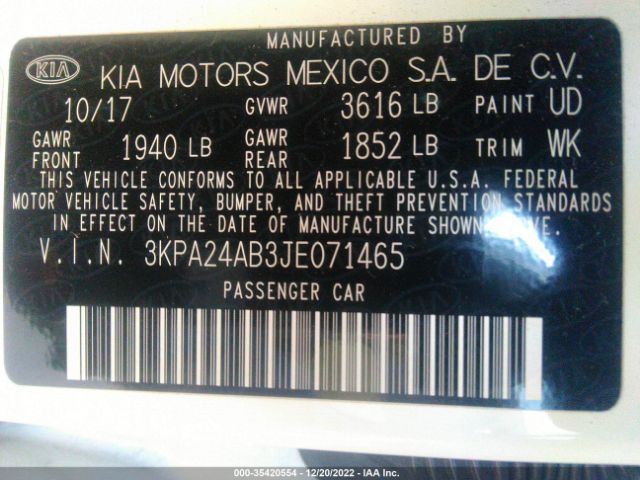 MANUFACTURED BY
KIA KIA MOTORS MEXICO S.A. DE C.V.
10/17 GVWR 3616 LB PAINT UD
GAWR FRONT 1940 LB GAWR REAR 1852 LB TRIM WK
THIS VEHICLE CONFORMS TO ALL APPLICABLE U.S.A. FEDERAL
MOTOR VEHICLE SAFETY, BUMPER, AND THEFT PREVENTION STANDARDS
IN EFFECT ON THE DATE OF MANUFACTURE SHOWN ABOVE.
V.I.N. 3KPA24AB3JE071465
PASSENGER CAR
000-35420554 - 12/20/2022 - IAA Inc.